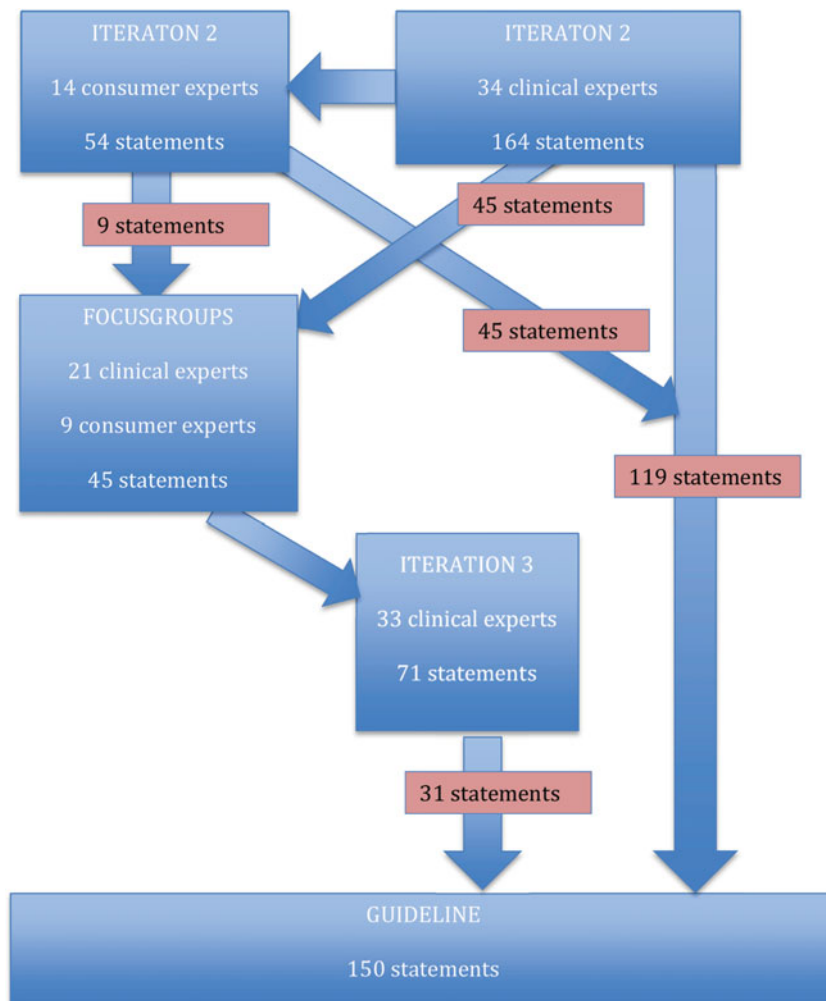 ITERATON 2
14 consumer experts
54 statements
ITERATION 2
34 clinical experts
164 statements
9 statements
45 statements
FOCUSGROUPS
21 clinical experts
9 consumer experts
45 statements
45 statements
119 statements
ITERATION 3
33 clinical experts
71 statements
31 statements
GUIDELINE
150 statements